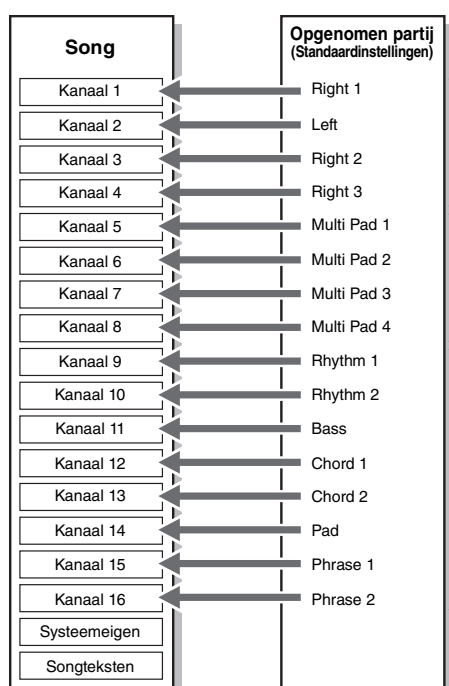 Song
Opgenomen partij
(Standaardinstellingen)
Kanaal 1
Right 1
Kanaal 2
Left
Kanaal 3
Right 2
Kanaal 4
Right 3
Kanaal 5
Multi Pad 1
Kanaal 6
Multi Pad 2
Kanaal 7
Multi Pad 3
Kanaal 8
Multi Pad 4
Kanaal 9
Rhythm 1
Kanaal 10
Rhythm 2
Kanaal 11
Bass
Kanaal 12
Chord 1
Kanaal 13
Chord 2
Kanaal 14
Pad
Kanaal 15
Phrase 1
Kanaal 16
Phrase 2
Systeemeigen
Songteksten